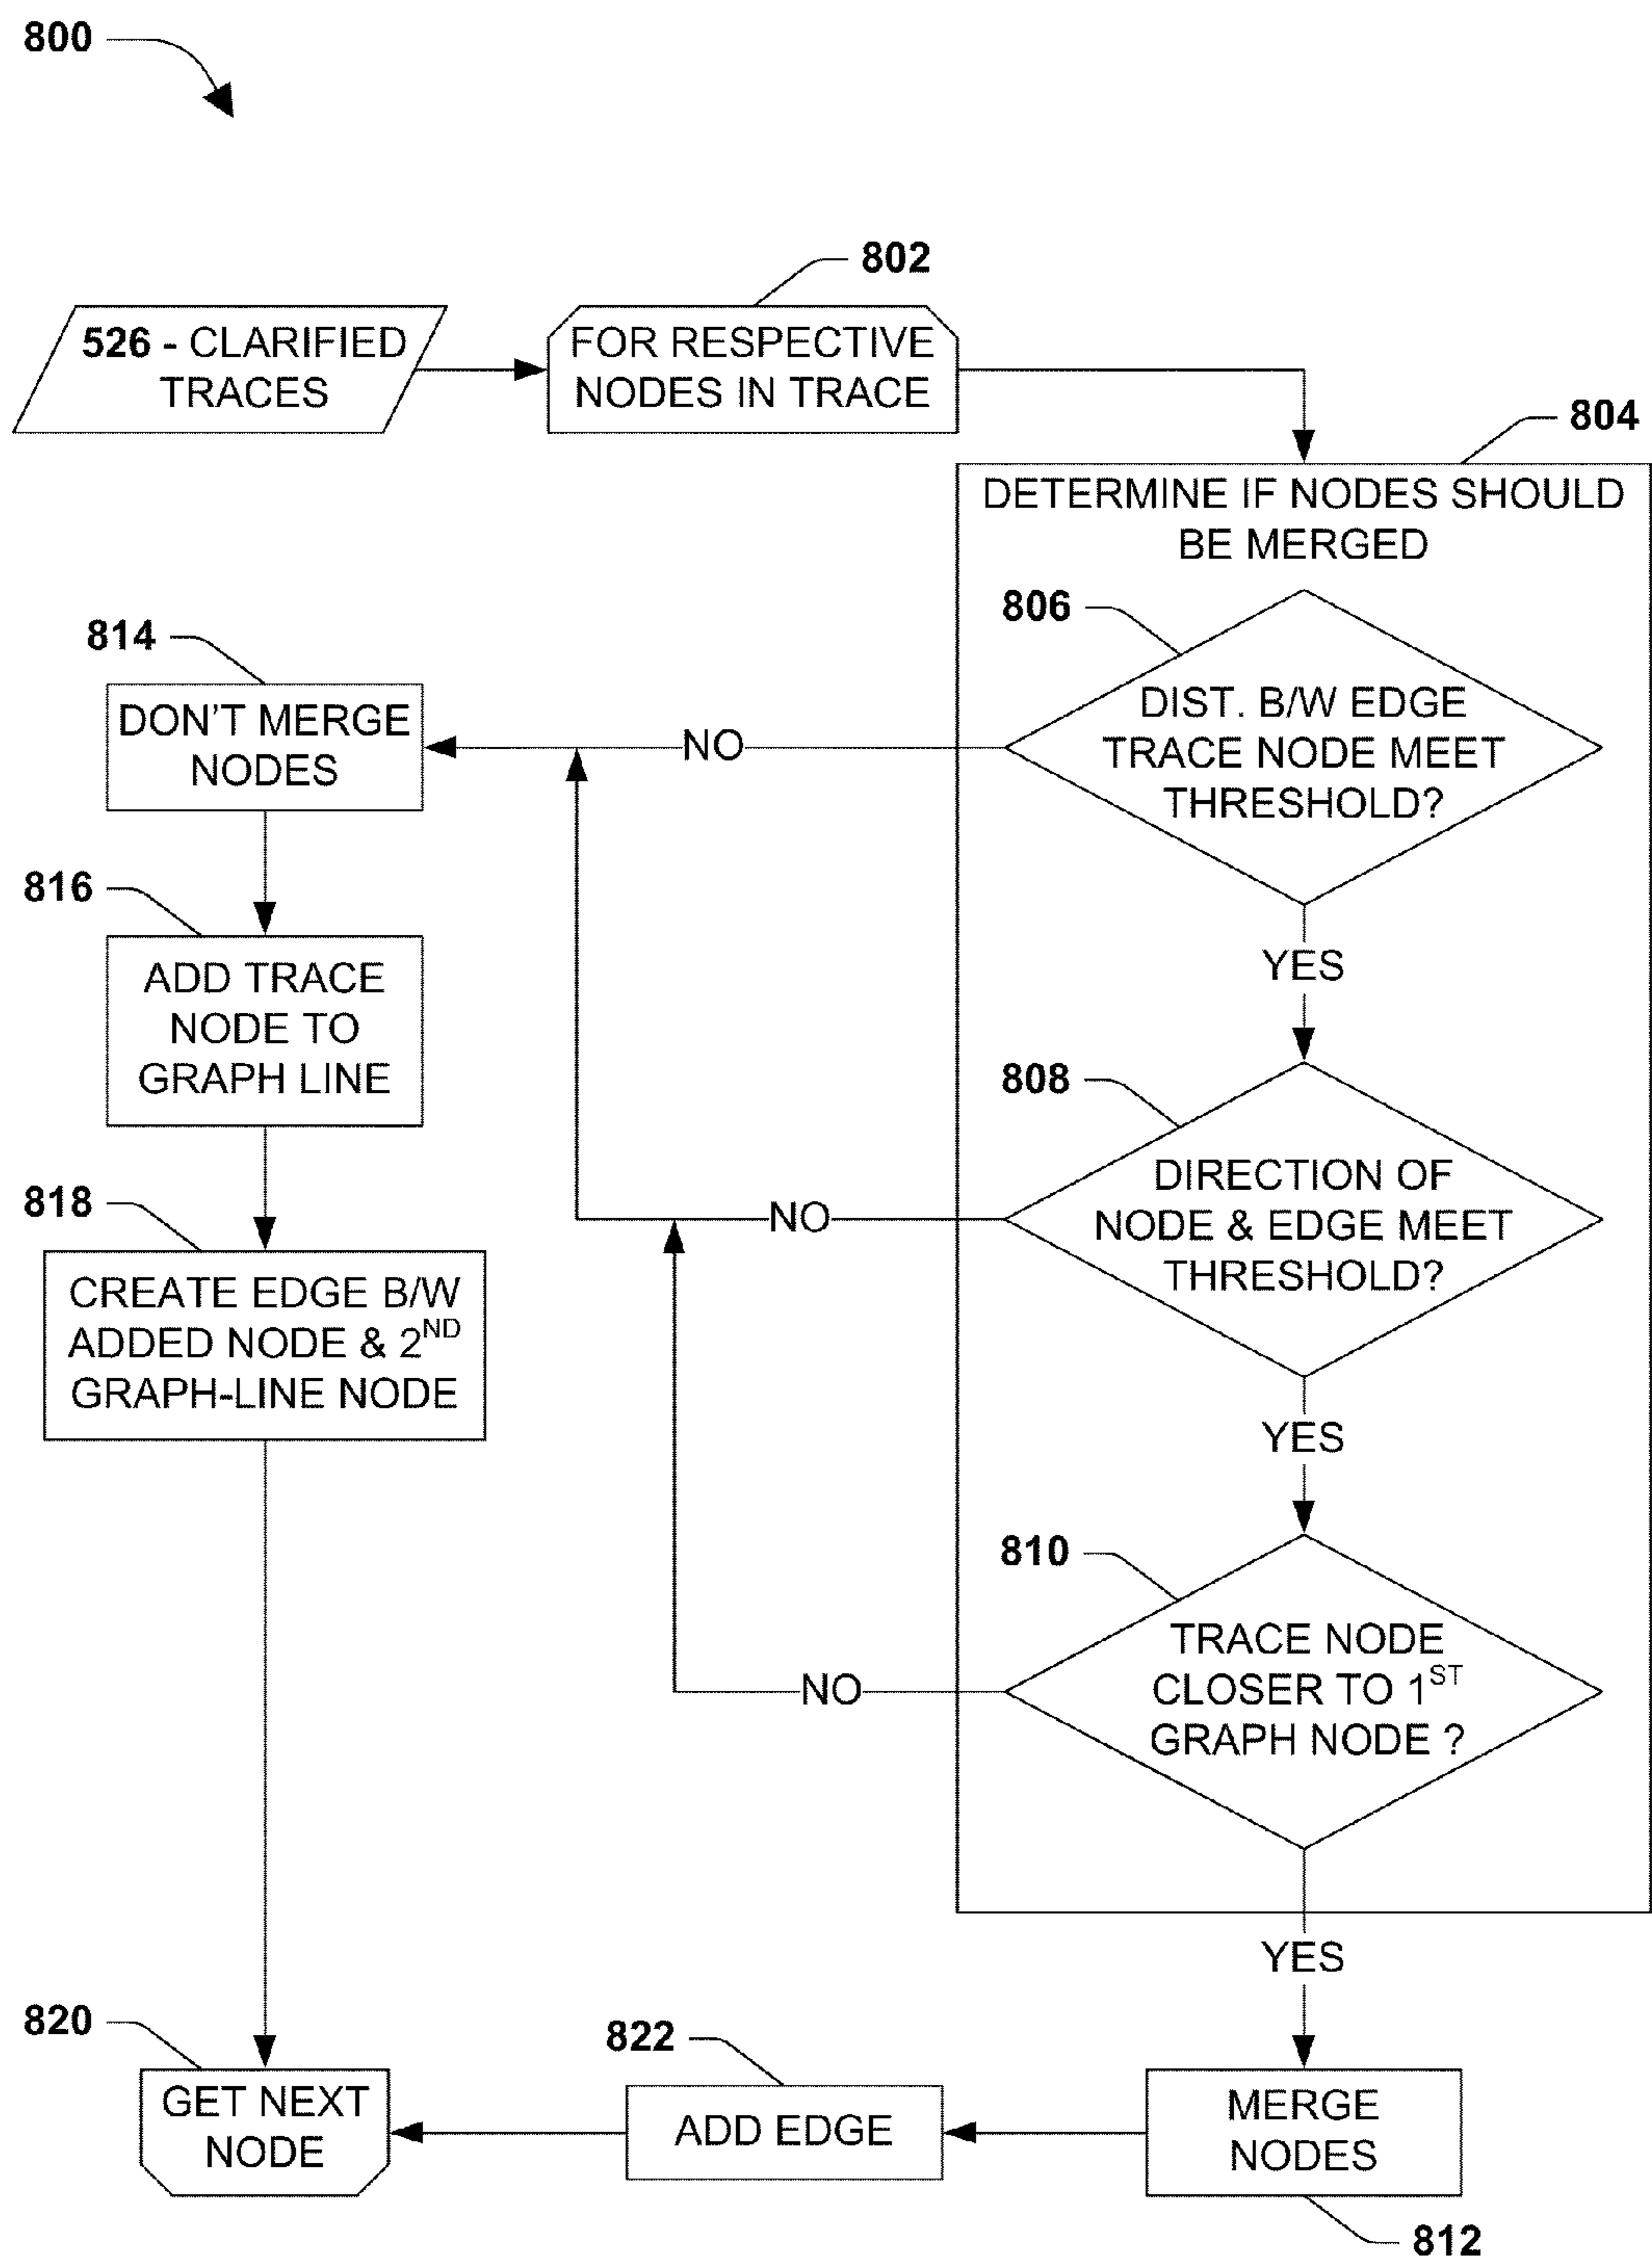 800
802
526 - CLARIFIED
TRACES
FOR RESPECTIVE
NODES IN TRACE
804
DETERMINE IF NODES SHOULD
BE MERGED
806
DIST. B/W EDGE
TRACE NODE MEET
THRESHOLD?
NO
814
DON'T MERGE
NODES
YES
816
ADD TRACE
NODE TO
GRAPH LINE
808
DIRECTION OF
NODE & EDGE MEET
THRESHOLD?
NO
818
CREATE EDGE B/W
ADDED NODE & 2ND
GRAPH-LINE NODE
YES
810
TRACE NODE
CLOSER TO 1ST
GRAPH NODE ?
NO
YES
820
GET NEXT
NODE
822
ADD EDGE
MERGE
NODES
812